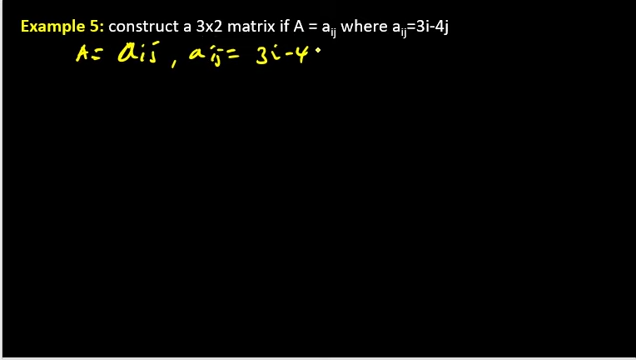 Example 5: construct a 3x2 matrix if A = aij where aij=3i-4j
A= aij , aij= 3i-4